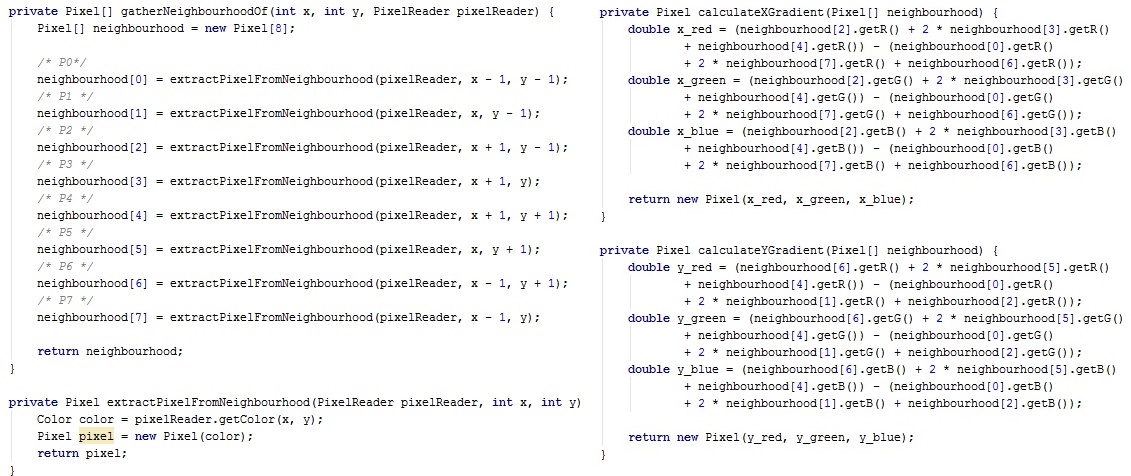 private Pixel[] gatherNeighbourhoodOf(int x, int y, PixelReader pixelReader) {
    Pixel[] neighbourhood = new Pixel[8];

    /* P0*/
    neighbourhood[0] = extractPixelFromNeighbourhood(pixelReader, x - 1, y - 1);
    /* P1 */
    neighbourhood[1] = extractPixelFromNeighbourhood(pixelReader, x, y - 1);
    /* P2 */
    neighbourhood[2] = extractPixelFromNeighbourhood(pixelReader, x + 1, y - 1);
    /* P3 */
    neighbourhood[3] = extractPixelFromNeighbourhood(pixelReader, x + 1, y);
    /* P4 */
    neighbourhood[4] = extractPixelFromNeighbourhood(pixelReader, x + 1, y + 1);
    /* P5 */
    neighbourhood[5] = extractPixelFromNeighbourhood(pixelReader, x, y + 1);
    /* P6 */
    neighbourhood[6] = extractPixelFromNeighbourhood(pixelReader, x - 1, y + 1);
    /* P7 */
    neighbourhood[7] = extractPixelFromNeighbourhood(pixelReader, x - 1, y);

    return neighbourhood;
}

private Pixel extractPixelFromNeighbourhood(PixelReader pixelReader, int x, int y)
    Color color = pixelReader.getColor(x, y);
    Pixel pixel = new Pixel(color);
    return pixel;
}

private Pixel calculateXGradient(Pixel[] neighbourhood) {
    double x_red = (neighbourhood[2].getR() + 2 * neighbourhood[3].getR()
            + neighbourhood[4].getR()) - (neighbourhood[0].getR()
            + 2 * neighbourhood[7].getR() + neighbourhood[6].getR());
    double x_green = (neighbourhood[2].getG() + 2 * neighbourhood[3].getG()
            + neighbourhood[4].getG()) - (neighbourhood[0].getG()
            + 2 * neighbourhood[7].getG() + neighbourhood[6].getG());
    double x_blue = (neighbourhood[2].getB() + 2 * neighbourhood[3].getB()
            + neighbourhood[4].getB()) - (neighbourhood[0].getB()
            + 2 * neighbourhood[7].getB() + neighbourhood[6].getB());

    return new Pixel(x_red, x_green, x_blue);
}

private Pixel calculateYGradient(Pixel[] neighbourhood) {
    double y_red = (neighbourhood[6].getR() + 2 * neighbourhood[5].getR()
            + neighbourhood[4].getR()) - (neighbourhood[0].getR()
            + 2 * neighbourhood[1].getR() + neighbourhood[2].getR());
    double y_green = (neighbourhood[6].getG() + 2 * neighbourhood[5].getG()
            + neighbourhood[4].getG()) - (neighbourhood[0].getG()
            + 2 * neighbourhood[1].getG() + neighbourhood[2].getG());
    double y_blue = (neighbourhood[6].getB() + 2 * neighbourhood[5].getB()
            + neighbourhood[4].getB()) - (neighbourhood[0].getB()
            + 2 * neighbourhood[1].getB() + neighbourhood[2].getB());

    return new Pixel(y_red, y_green, y_blue);
}